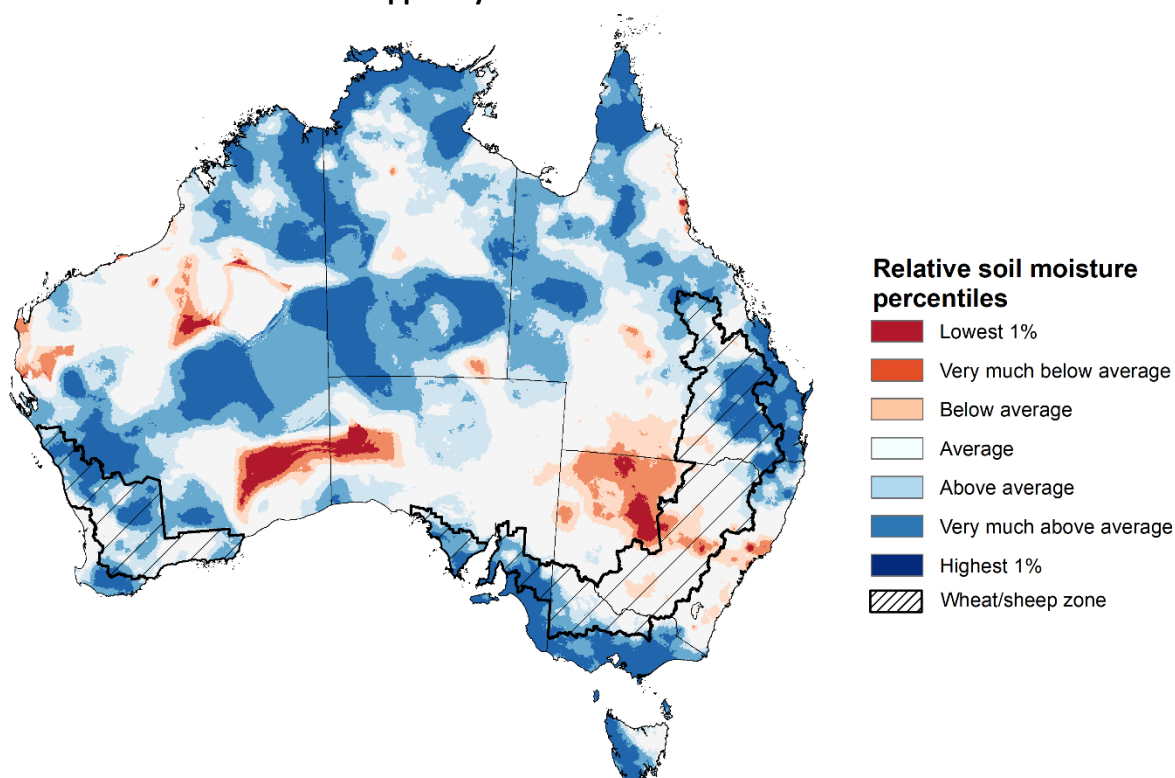 Relative soil moisture
percentiles
Lowest 1%
Very much below average
Below average
Average
Above average
Very much above average
Highest 1%
Wheat/sheep zone